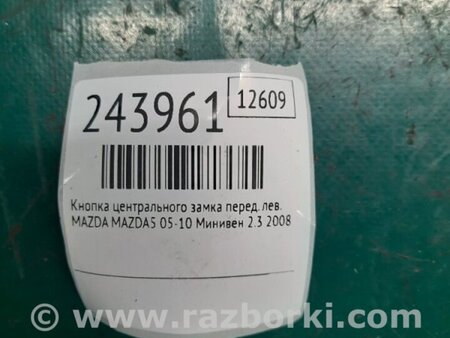 243961 12609
Кнопка центрального замка перед. лев.
MAZDA MAZDA5 05-10 Минивен 2.3 2008
© www.razborki.com